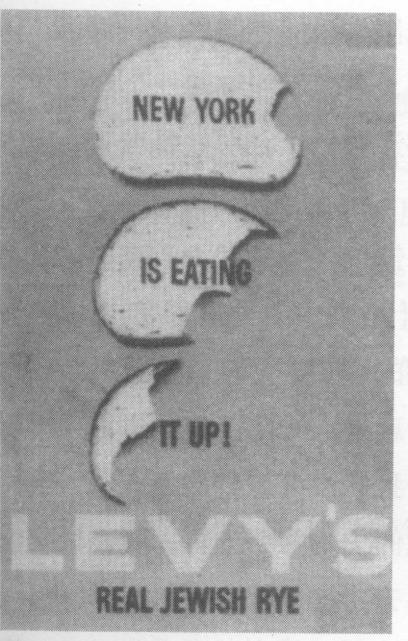 NEW YORK
IS EATING
IT UP!
LEVY'S
REAL JEWISH RYE